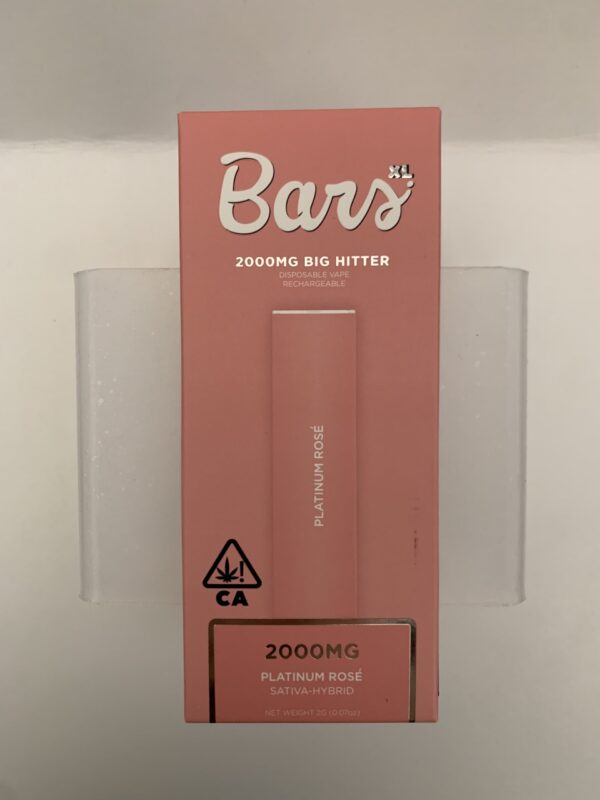 Bars XL
2000MG BIG HITTER
DISPOSABLE VAPE
RECHARGEABLE
PLATINUM ROSÉ
CA
2000MG
PLATINUM ROSÉ
SATIVA-HYBRID
NET WEIGHT 2G (0.07oz)